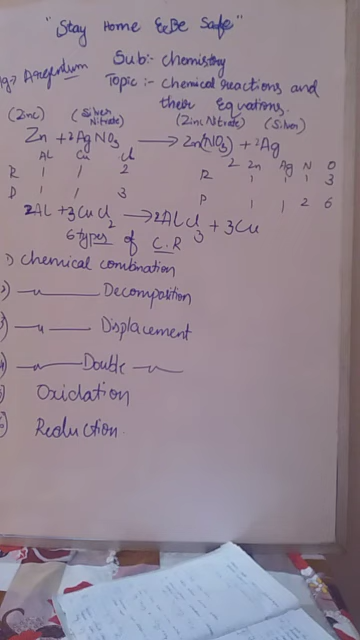 "Stay Home & Be Safe"
Sub:- Chemistry
Ag → Argendum
Topic :- Chemical reactions and their Equations.
(Zinc) (Silver Nitrate) (Zinc Nitrate) (Silver)
Zn + 2AgNO3 → Zn(NO3)2 + 2Ag
Al Cu Cl
R 1 1 2
P 1 1 3
Zn Ag N O
R 1 1 1 3
P 1 1 2 6
2AL + 3CuCl2 → 2ALCl3 + 3Cu
6 types of C.R
1) Chemical combination
2) —〃— Decomposition
3) —〃— Displacement
4) —〃— Double —〃—
5) Oxidation
6) Reduction.